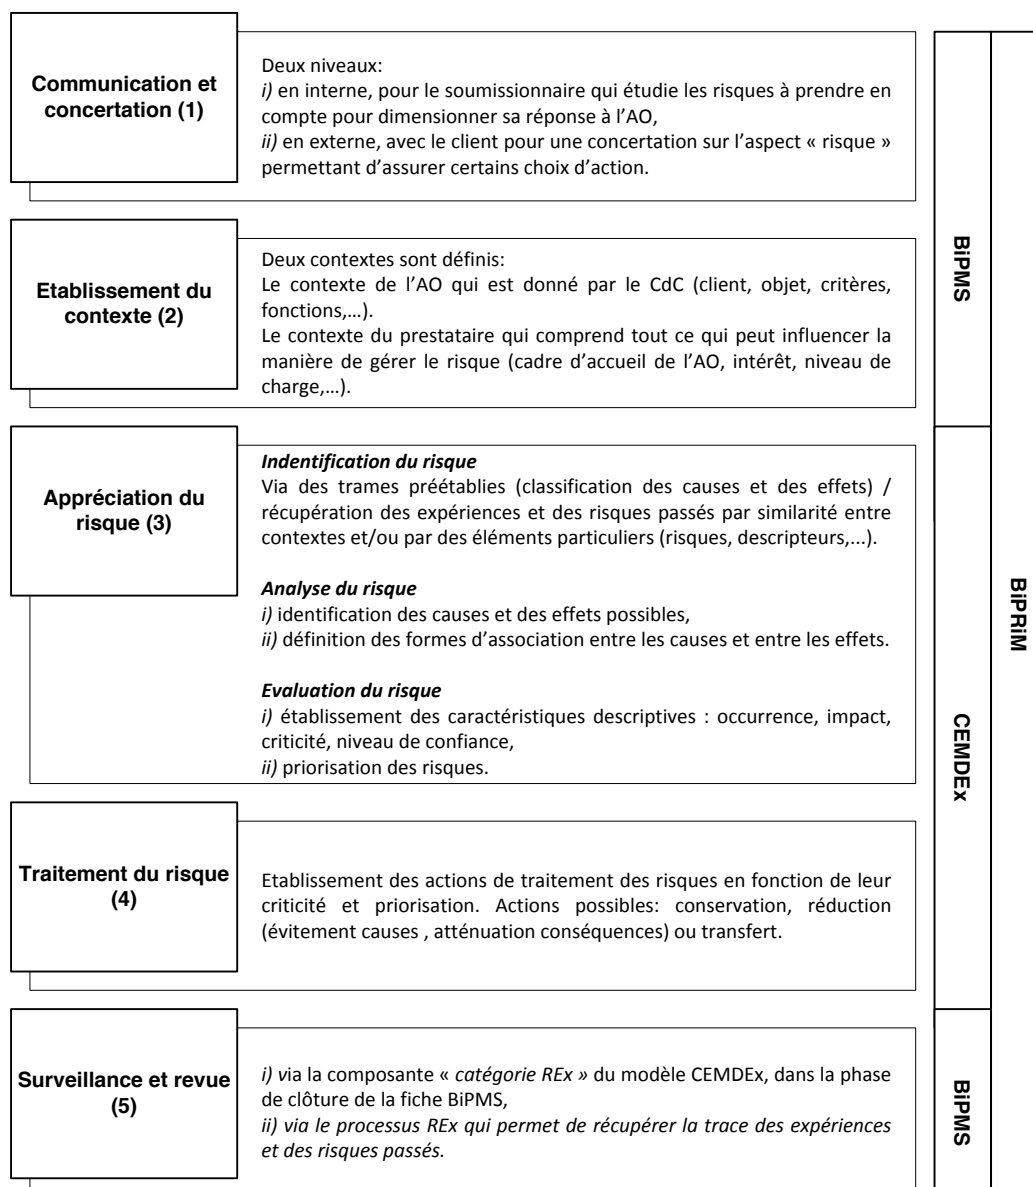 Communication et
concertation (1)
Deux niveaux:
i) en interne, pour le soumissionnaire qui étudie les risques à prendre en
compte pour dimensionner sa réponse à l'AO,
ii) en externe, avec le client pour une concertation sur l'aspect « risque »
permettant d'assurer certains choix d'action.
Etablissement du
contexte (2)
Deux contextes sont définis:
Le contexte de l'AO qui est donné par le CdC (client, objet, critères,
fonctions,...).
Le contexte du prestataire qui comprend tout ce qui peut influencer la
manière de gérer le risque (cadre d'accueil de l'AO, intérêt, niveau de
charge,...).
Appréciation du
risque (3)
Indentification du risque
Via des trames préétablies (classification des causes et des effets) /
récupération des expériences et des risques passés par similarité entre
contextes et/ou par des éléments particuliers (risques, descripteurs,...).
Analyse du risque
i) identification des causes et des effets possibles,
ii) définition des formes d'association entre les causes et entre les effets.
Evaluation du risque
i) établissement des caractéristiques descriptives : occurrence, impact,
criticité, niveau de confiance,
ii) priorisation des risques.
Traitement du risque
(4)
Etablissement des actions de traitement des risques en fonction de leur
criticité et priorisation. Actions possibles: conservation, réduction
(évitement causes , atténuation conséquences) ou transfert.
Surveillance et revue
(5)
i) via la composante « catégorie REx » du modèle CEMDEx, dans la phase
de clôture de la fiche BiPMS,
ii) via le processus REx qui permet de récupérer la trace des expériences
et des risques passés.
BiPMS
CEMDEx
BiPMS
BiPRiM